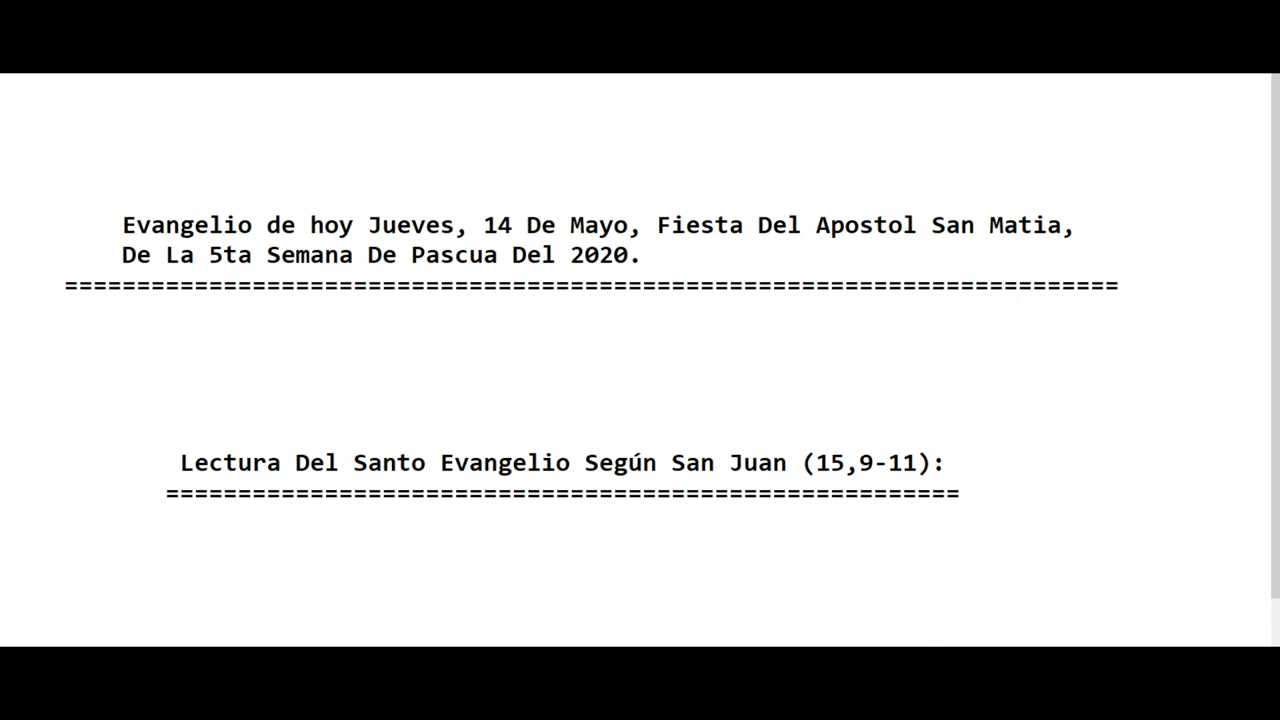 Evangelio de hoy Jueves, 14 De Mayo, Fiesta Del Apostol San Matia,
De La 5ta Semana De Pascua Del 2020.
=========================================================================
Lectura Del Santo Evangelio Según San Juan (15,9-11):
=======================================================